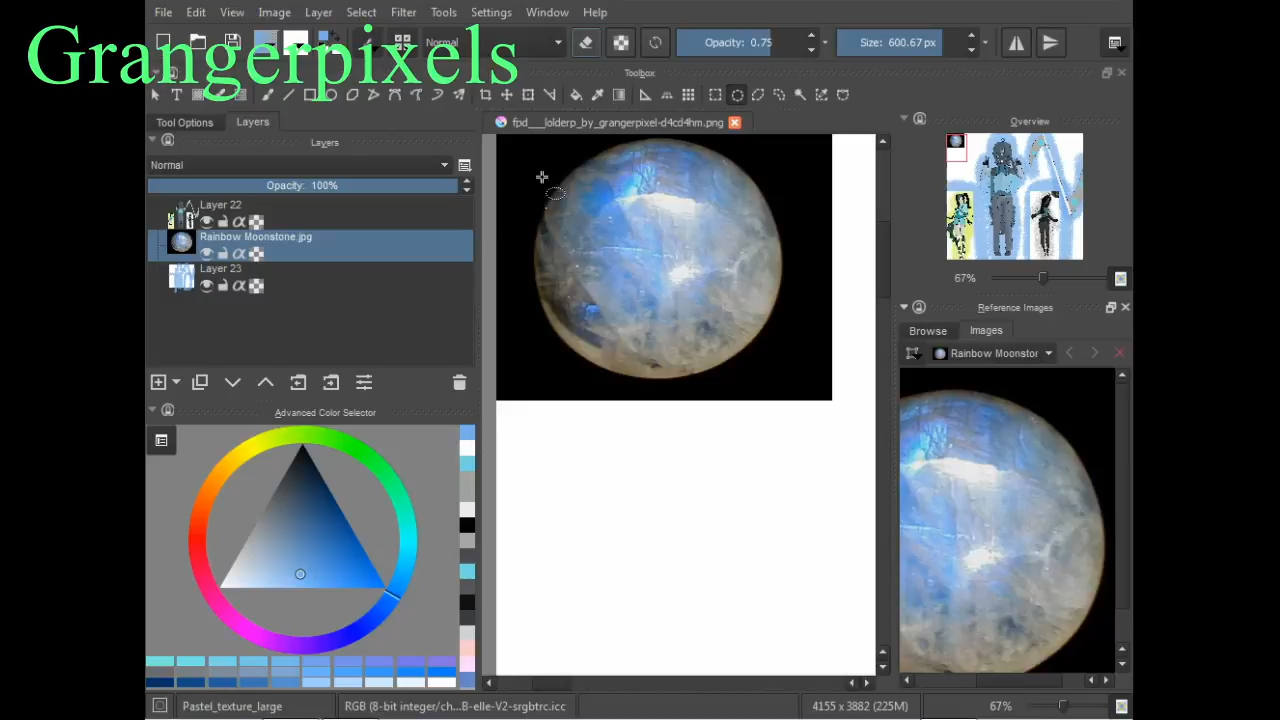 File Edit View Image Layer Select Filter Tools Settings Window Help
Grangerpixels
Normal
Opacity: 0.75
Size: 600.67 px
Toolbox
Tool Options
Layers
fpd___lolderp_by_grangerpixel-d4cd4hm.png
Overview
Layers
Normal
Opacity: 100%
Layer 22
Rainbow Moonstone.jpg
Layer 23
67%
Reference Images
Browse
Images
Rainbow Moonstor
Advanced Color Selector
Pastel_texture_large
RGB (8-bit integer/ch...B-elle-V2-srgbtrc.icc
4155 x 3882 (225M)
67%